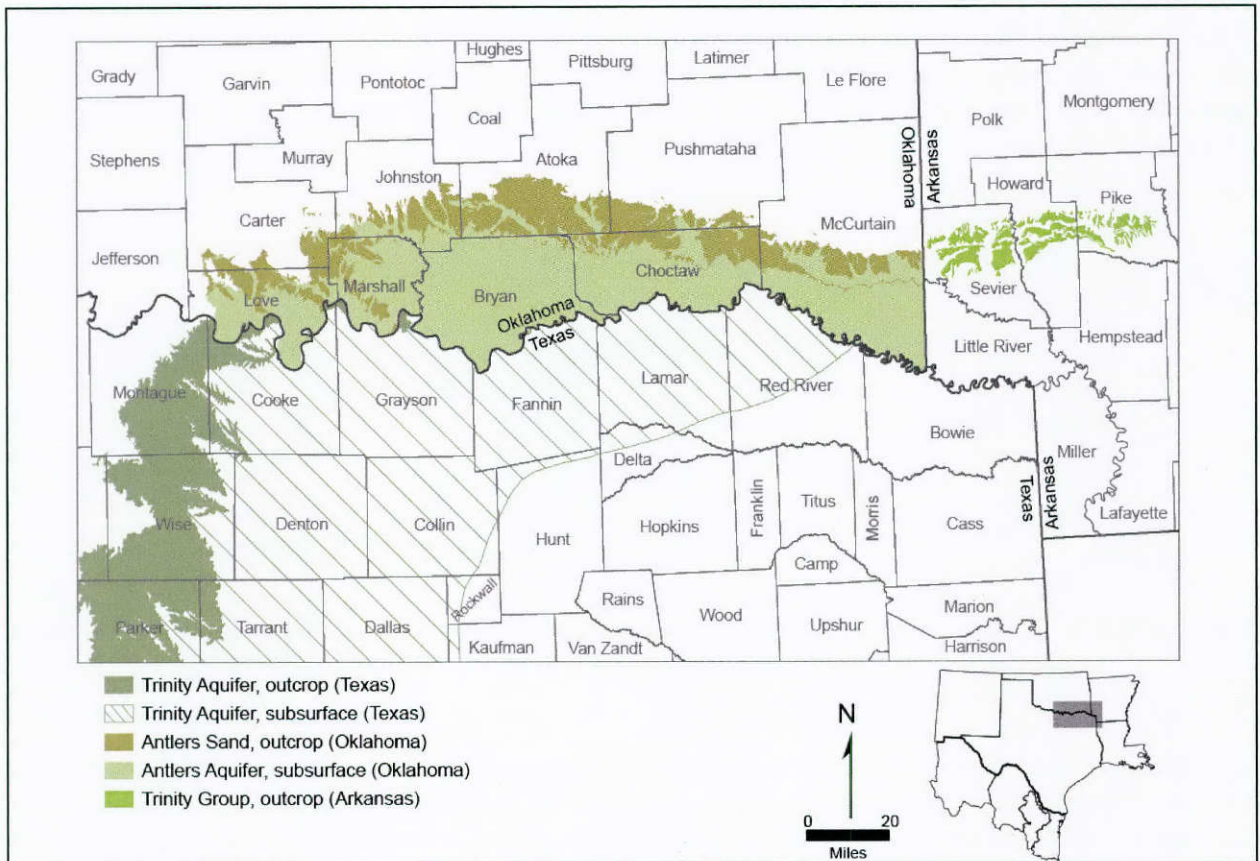 Hughes
Grady
Garvin
Pontotoc
Pittsburg
Latimer
Le Flore
Coal
Polk
Montgomery
Stephens
Murray
Johnston
Atoka
Pushmataha
Oklahoma
Arkansas
Howard
Pike
Carter
McCurtain
Jefferson
Love
Marshall
Bryan
Choctaw
Sevier
Oklahoma
Texas
Little River
Hempstead
Montague
Cooke
Grayson
Fannin
Lamar
Red River
Bowie
Miller
Delta
Texas
Arkansas
Wise
Denton
Collin
Hunt
Hopkins
Franklin
Titus
Morris
Cass
Lafayette
Camp
Rockwall
Rains
Wood
Marion
Parker
Tarrant
Dallas
Kaufman
Van Zandt
Upshur
Harrison
Trinity Aquifer, outcrop (Texas)
Trinity Aquifer, subsurface (Texas)
Antlers Sand, outcrop (Oklahoma)
Antlers Aquifer, subsurface (Oklahoma)
Trinity Group, outcrop (Arkansas)
N
0 20
Miles